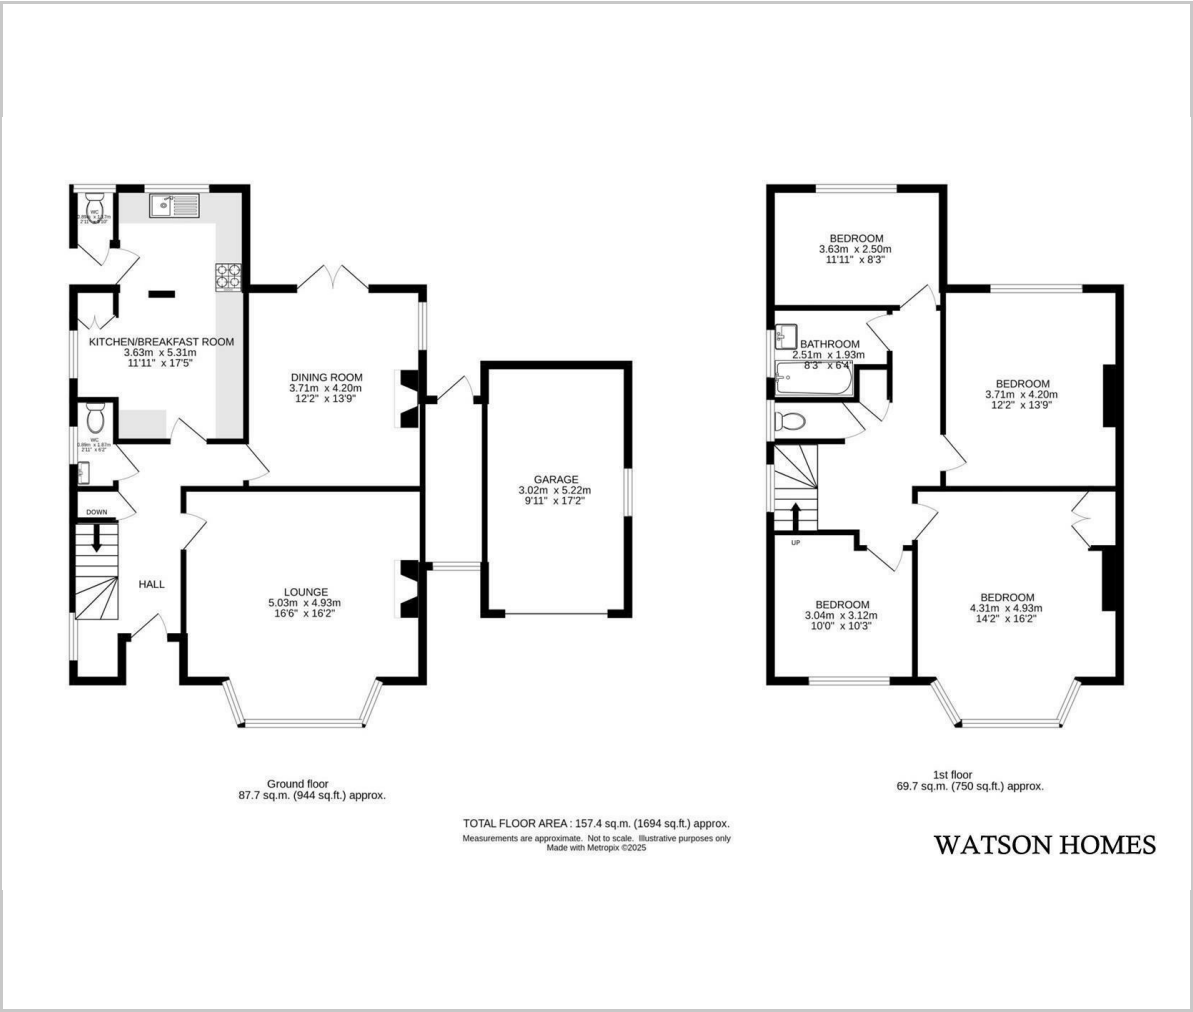 WC
KITCHEN/BREAKFAST ROOM
3.63m x 5.31m
11'11" x 17'5"
WC
2'11" x 6'2"
DINING ROOM
3.71m x 4.20m
12'2" x 13'9"
DOWN
HALL
LOUNGE
5.03m x 4.93m
16'6" x 16'2"
GARAGE
3.02m x 5.22m
9'11" x 17'2"
BEDROOM
3.63m x 2.50m
11'11" x 8'3"
BATHROOM
2.51m x 1.93m
8'3" x 6'4"
BEDROOM
3.71m x 4.20m
12'2" x 13'9"
UP
BEDROOM
3.04m x 3.12m
10'0" x 10'3"
BEDROOM
4.31m x 4.93m
14'2" x 16'2"
Ground floor
87.7 sq.m. (944 sq.ft.) approx.
1st floor
69.7 sq.m. (750 sq.ft.) approx.
TOTAL FLOOR AREA : 157.4 sq.m. (1694 sq.ft.) approx.
Measurements are approximate. Not to scale. Illustrative purposes only
Made with Metropix ©2025
WATSON HOMES